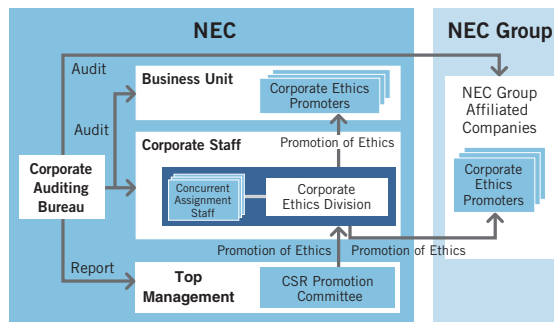 NEC
NEC Group
Audit
Business Unit
Corporate Ethics
Promoters
NEC Group
Affiliated
Companies
Audit
Promotion of Ethics
Corporate Staff
Corporate
Auditing
Bureau
Concurrent
Assignment
Staff
Corporate
Ethics Division
Corporate
Ethics
Promoters
Promotion of Ethics
Promotion of Ethics
Report
Top
Management
CSR Promotion
Committee